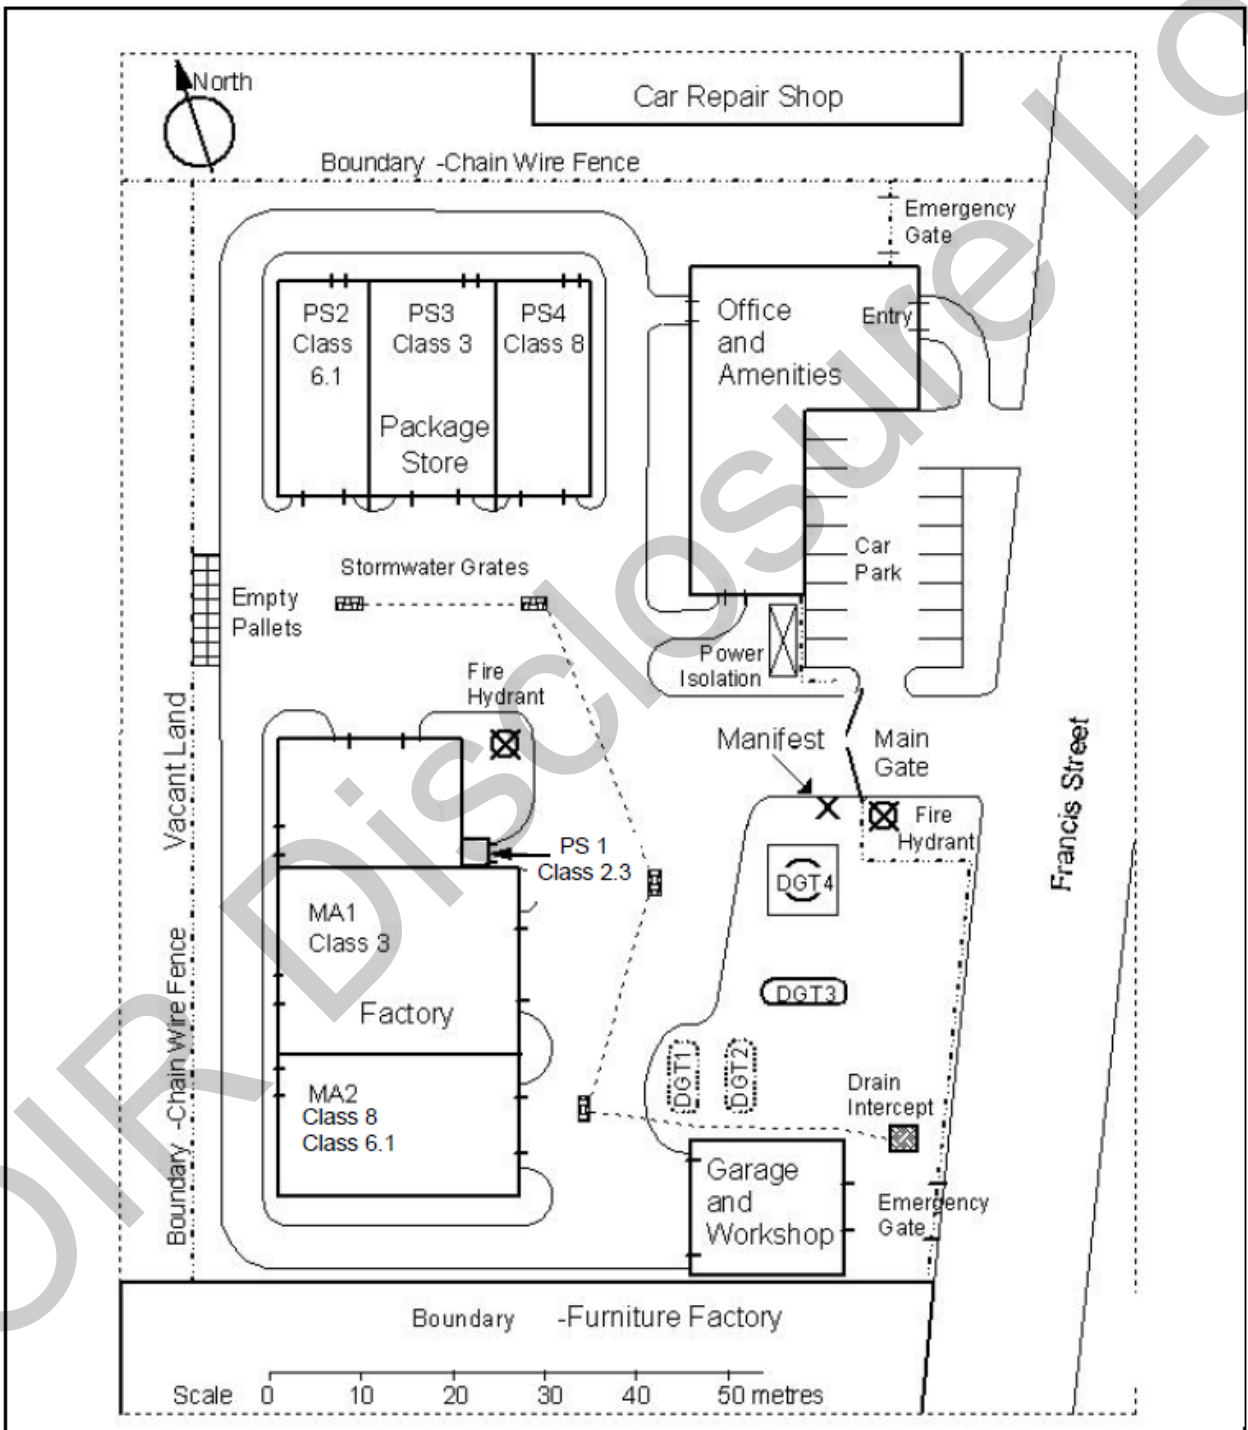 North
Car Repair Shop
Boundary -Chain Wire Fence
Emergency
Gate
PS2
Class
6.1
PS3
Class 3
PS4
Class 8
Package
Store
Office
and
Amenities
Entry
Stormwater Grates
Empty
Pallets
Car
Park
Power
Isolation
Fire
Hydrant
Manifest
Main
Gate
Fire
Hydrant
Francis Street
Vacant Land
Boundary -Chain Wire Fence
PS 1
Class 2.3
MA1
Class 3
Factory
MA2
Class 8
Class 6.1
DGT4
DGT3
DGT1
DGT2
Drain
Intercept
Garage
and
Workshop
Emergency
Gate
Boundary -Furniture Factory
Scale 0 10 20 30 40 50 metres
DIR Disclosure Lo